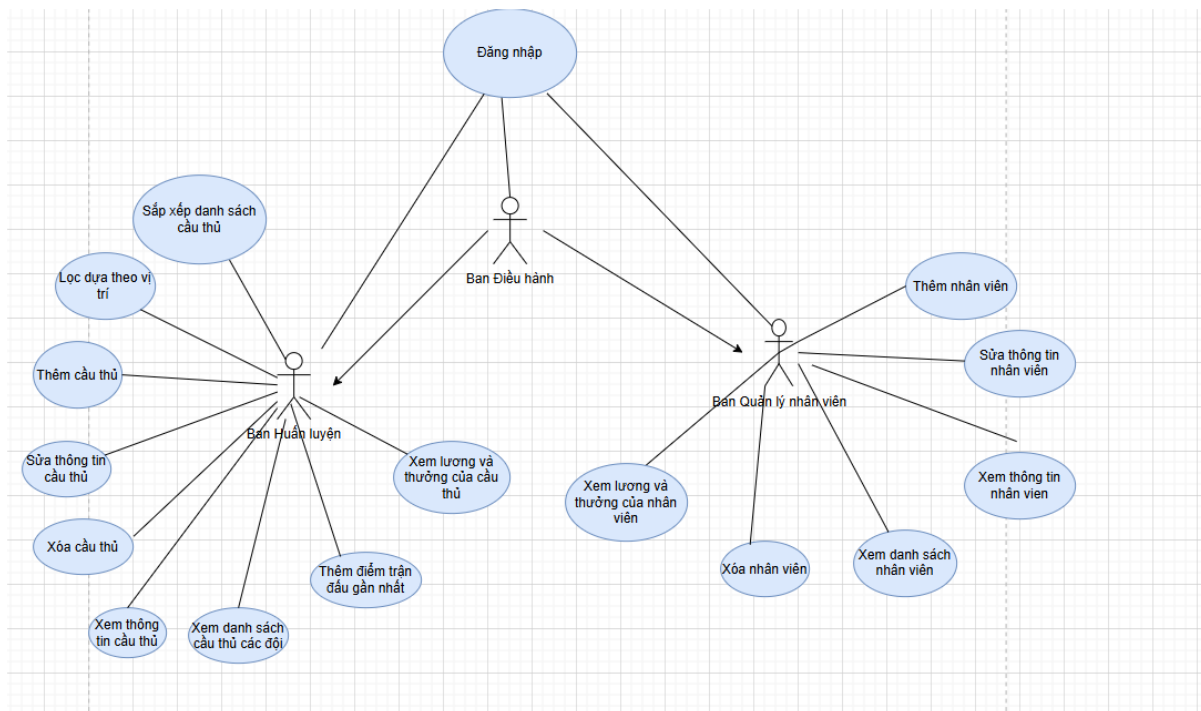 Đăng nhập
Sắp xếp danh sách
cầu thủ
Ban Điều hành
Lọc dựa theo vị
trí
Thêm nhân viên
Sửa thông tin
nhân viên
Thêm cầu thủ
Ban Quản lý nhân viên
Ban Huấn luyện
Sửa thông tin
cầu thủ
Xem lương và
thưởng của cầu
thủ
Xem lương và
thưởng của nhân
viên
Xem thông tin
nhân vien
Xóa cầu thủ
Thêm điểm trận
đấu gần nhất
Xóa nhân viên
Xem danh sách
nhân viên
Xem thông
tin cầu thủ
Xem danh sách
cầu thủ các đội